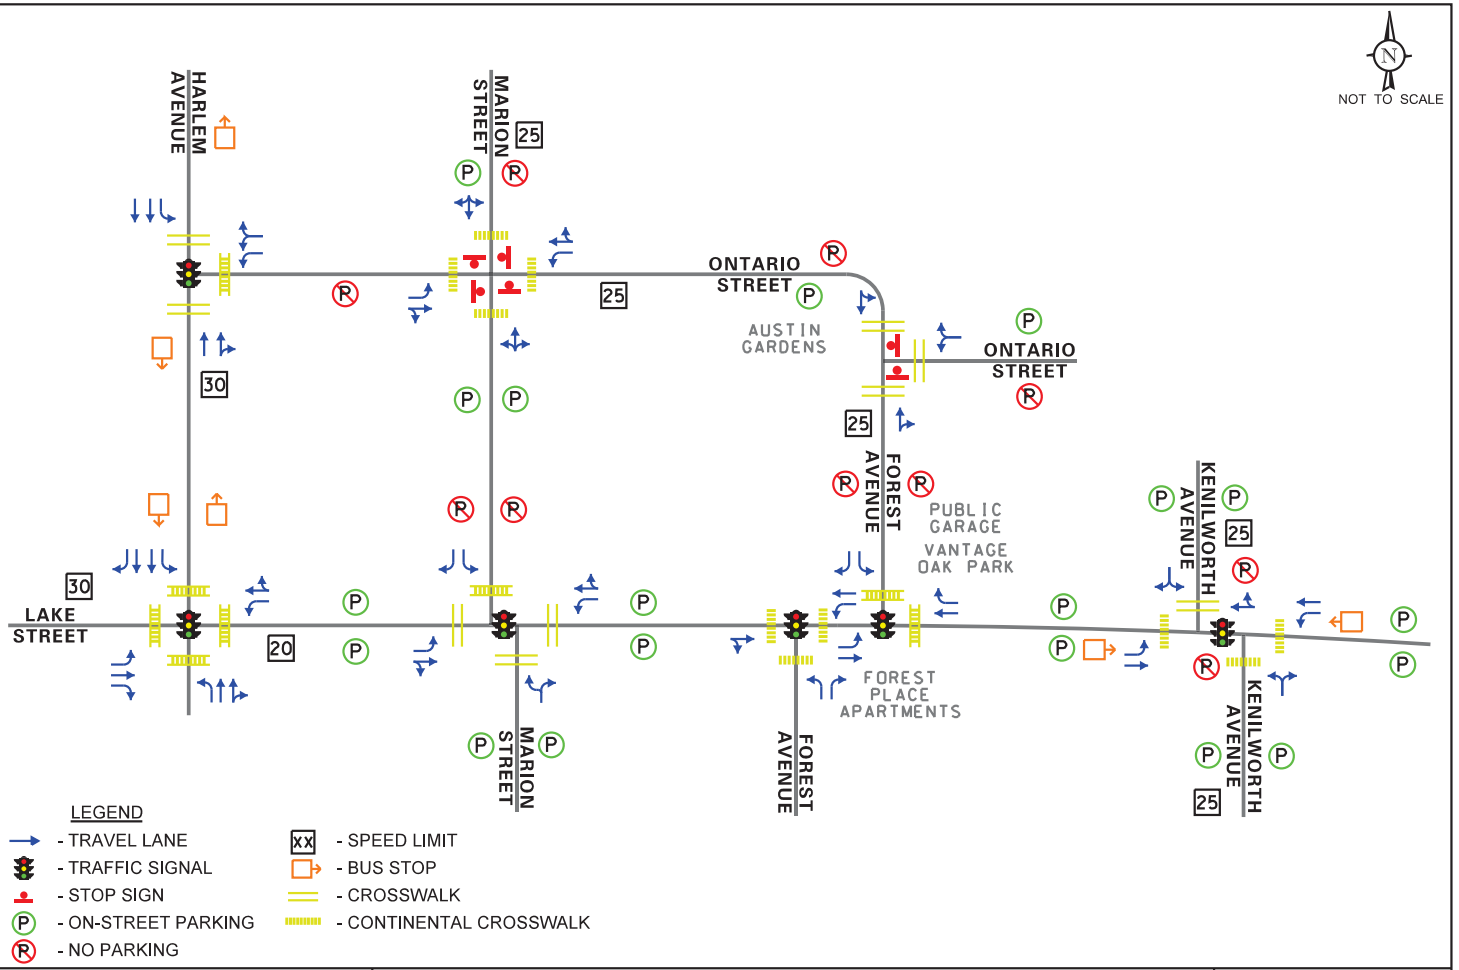 N
NOT TO SCALE
HARLEM
AVENUE
MARION
STREET
25
P
P
P
ONTARIO
STREET
P
P
25
AUSTIN
GARDENS
P
ONTARIO
STREET
P
30
P
P
25
FOREST
AVENUE
P
P
PUBLIC
GARAGE
VANTAGE
OAK PARK
KENILWORTH
AVENUE
P
P
25
P
P
P
30
LAKE
STREET
20
P
P
P
P
P
P
P
P
P
MARION
STREET
P
P
FOREST
AVENUE
FOREST
PLACE
APARTMENTS
KENILWORTH
AVENUE
P
P
25
LEGEND
- TRAVEL LANE
- TRAFFIC SIGNAL
- STOP SIGN
P - ON-STREET PARKING
P - NO PARKING
XX - SPEED LIMIT
- BUS STOP
- CROSSWALK
- CONTINENTAL CROSSWALK